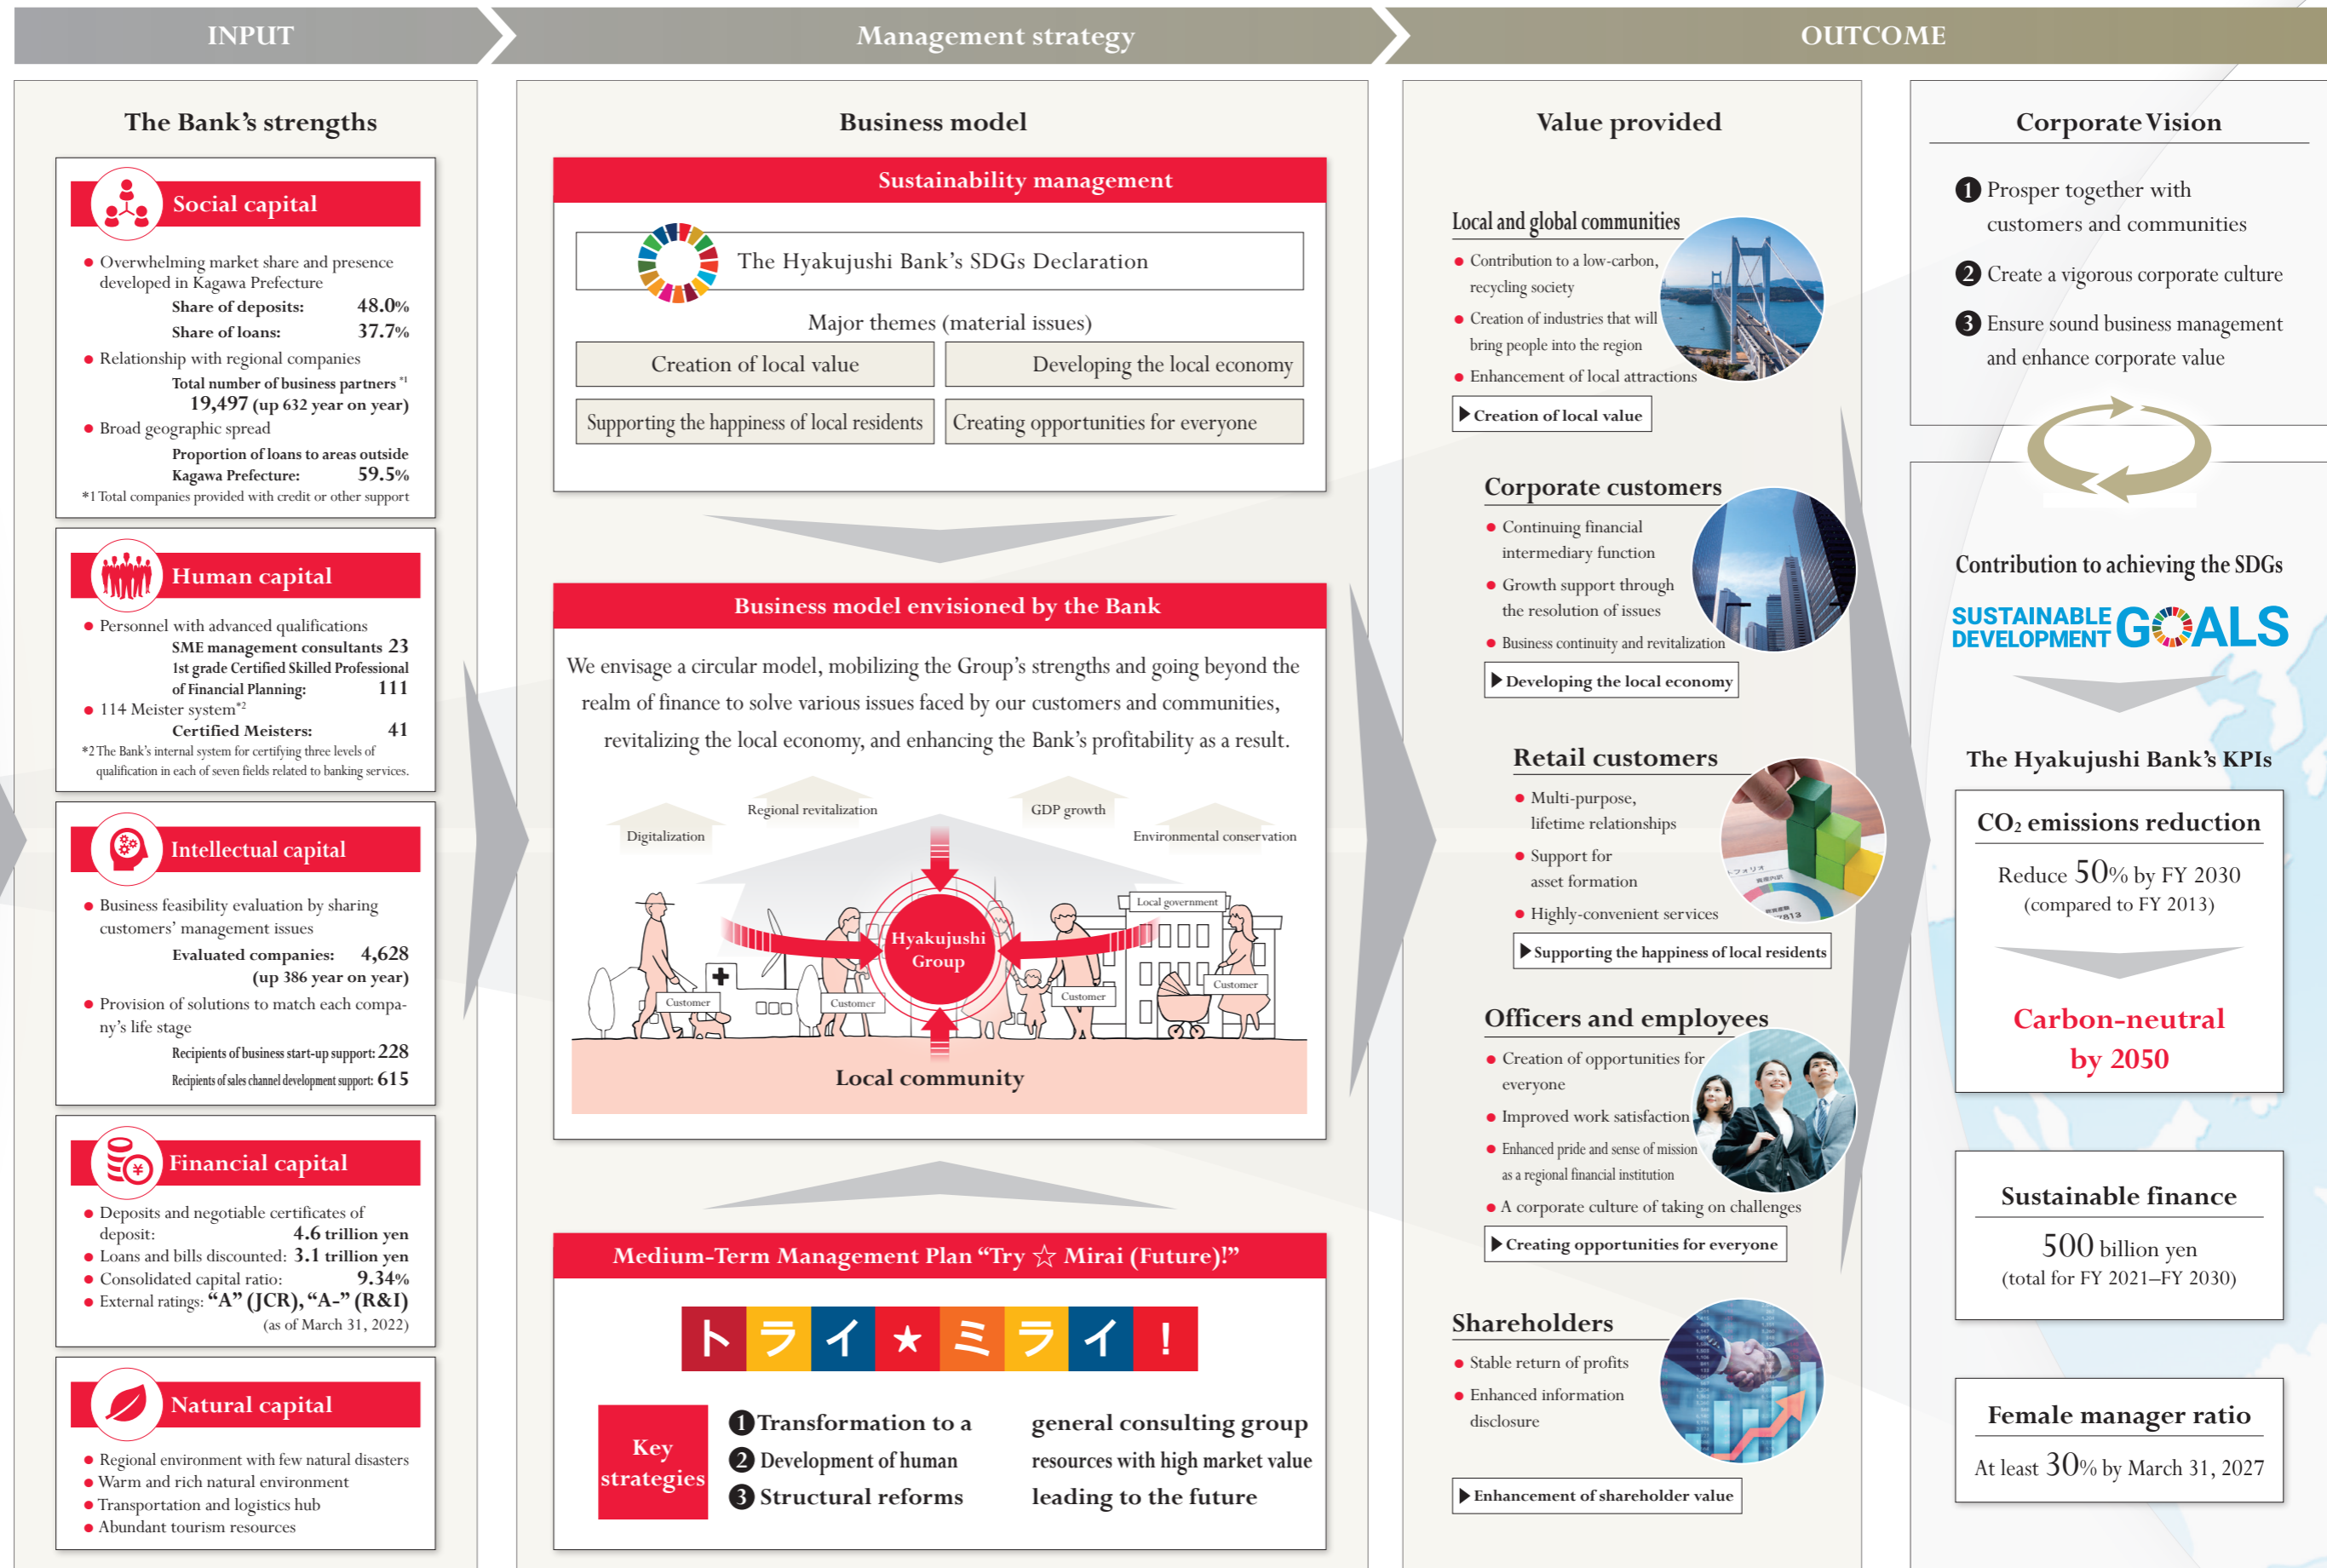 INPUT
Management strategy
OUTCOME
The Bank's strengths
Social capital
● Overwhelming market share and presence
developed in Kagawa Prefecture
Share of deposits: 48.0%
Share of loans: 37.7%
● Relationship with regional companies
Total number of business partners *1
19,497 (up 632 year on year)
● Broad geographic spread
Proportion of loans to areas outside
Kagawa Prefecture: 59.5%
*1 Total companies provided with credit or other support
Human capital
● Personnel with advanced qualifications
SME management consultants 23
1st grade Certified Skilled Professional
of Financial Planning: 111
● 114 Meister system*2
Certified Meisters: 41
*2 The Bank's internal system for certifying three levels of
qualification in each of seven fields related to banking services.
Intellectual capital
● Business feasibility evaluation by sharing
customers' management issues
Evaluated companies: 4,628
(up 386 year on year)
● Provision of solutions to match each compa-
ny's life stage
Recipients of business start-up support: 228
Recipients of sales channel development support: 615
Financial capital
● Deposits and negotiable certificates of
deposit: 4.6 trillion yen
● Loans and bills discounted: 3.1 trillion yen
● Consolidated capital ratio: 9.34%
● External ratings: “A” (JCR), “A-” (R&I)
(as of March 31, 2022)
Natural capital
● Regional environment with few natural disasters
● Warm and rich natural environment
● Transportation and logistics hub
● Abundant tourism resources
Business model
Sustainability management
The Hyakujushi Bank's SDGs Declaration
Major themes (material issues)
Creation of local value
Developing the local economy
Supporting the happiness of local residents
Creating opportunities for everyone
Business model envisioned by the Bank
We envisage a circular model, mobilizing the Group's strengths and going beyond the
realm of finance to solve various issues faced by our customers and communities,
revitalizing the local economy, and enhancing the Bank's profitability as a result.
Digitalization
Regional revitalization
GDP growth
Environmental conservation
Local government
Hyakujushi
Group
Customer
Customer
Customer
Customer
Local community
Medium-Term Management Plan “Try ☆ Mirai (Future)!”
トライ★ミライ!
Key
strategies
❶ Transformation to a general consulting group
❷ Development of human resources with high market value
❸ Structural reforms leading to the future
Value provided
Local and global communities
● Contribution to a low-carbon,
recycling society
● Creation of industries that will
bring people into the region
● Enhancement of local attractions
▶ Creation of local value
Corporate customers
● Continuing financial
intermediary function
● Growth support through
the resolution of issues
● Business continuity and revitalization
▶ Developing the local economy
Retail customers
● Multi-purpose,
lifetime relationships
● Support for
asset formation
● Highly-convenient services
▶ Supporting the happiness of local residents
Officers and employees
● Creation of opportunities for
everyone
● Improved work satisfaction
● Enhanced pride and sense of mission
as a regional financial institution
● A corporate culture of taking on challenges
▶ Creating opportunities for everyone
Shareholders
● Stable return of profits
● Enhanced information
disclosure
▶ Enhancement of shareholder value
Corporate Vision
❶ Prosper together with
customers and communities
❷ Create a vigorous corporate culture
❸ Ensure sound business management
and enhance corporate value
Contribution to achieving the SDGs
SUSTAINABLE
DEVELOPMENT GOALS
The Hyakujushi Bank's KPIs
CO₂ emissions reduction
Reduce 50% by FY 2030
(compared to FY 2013)
Carbon-neutral
by 2050
Sustainable finance
500 billion yen
(total for FY 2021–FY 2030)
Female manager ratio
At least 30% by March 31, 2027